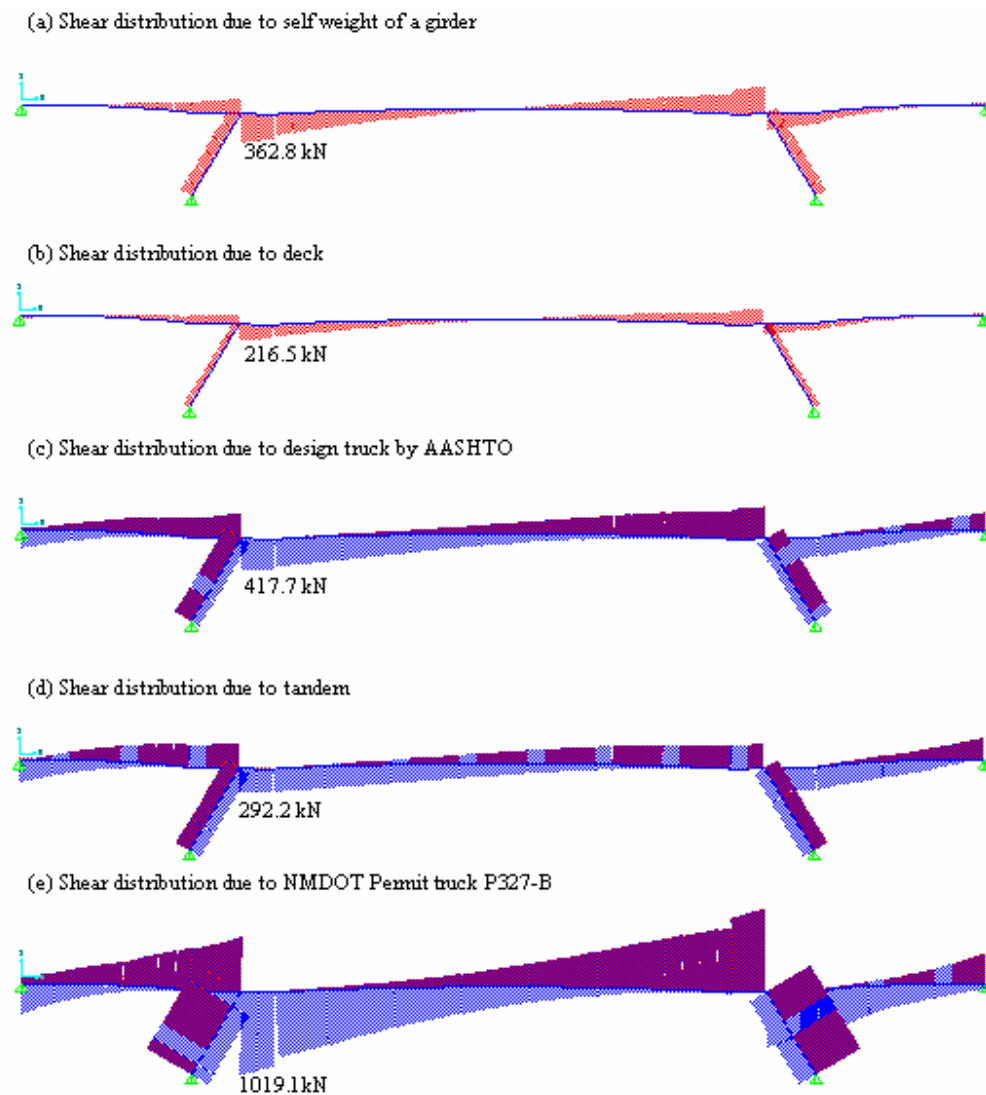 (a) Shear distribution due to self weight of a girder
362.8 kN
(b) Shear distribution due to deck
216.5 kN
(c) Shear distribution due to design truck by AASHTO
417.7 kN
(d) Shear distribution due to tandem
292.2 kN
(e) Shear distribution due to NMDOT Permit truck P327-B
1019.1kN